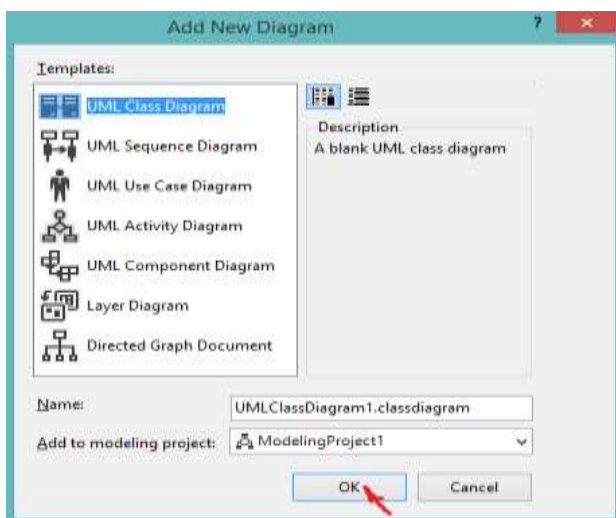 Add New Diagram
?
Templates:
UML Class Diagram
UML Sequence Diagram
UML Use Case Diagram
UML Activity Diagram
UML Component Diagram
Layer Diagram
Directed Graph Document
Description
A blank UML class diagram
Name:
UMLClassDiagram1.classdiagram
Add to modeling project:
ModelingProject1
OK
Cancel